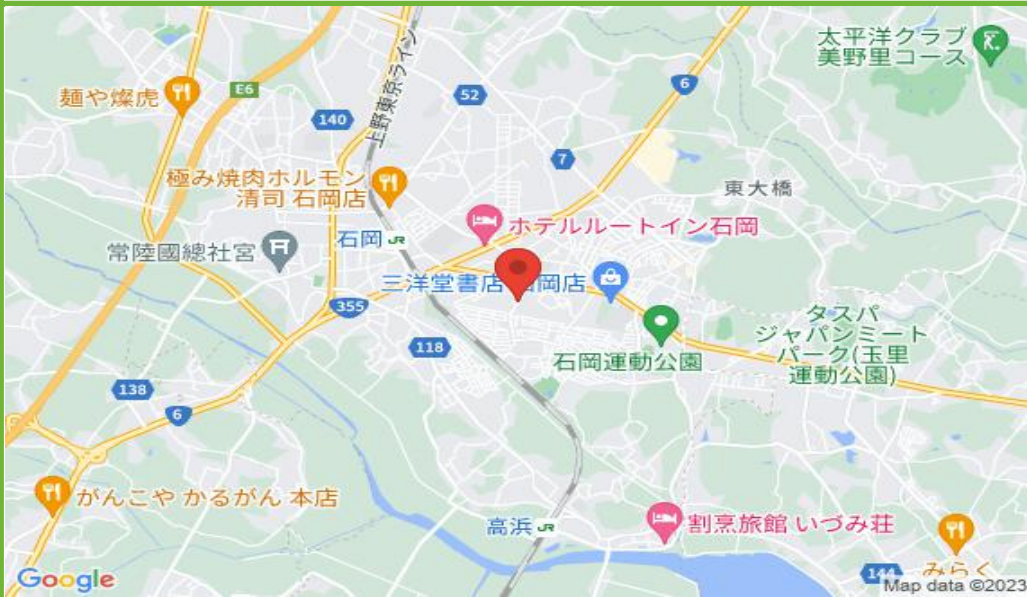 太平洋クラブ
美野里コース
麺や燦虎
E6
上野東京ライン
52
6
140
7
極み焼肉ホルモン
清司 石岡店
東大橋
ホテルルートイン石岡
石岡 JR
常陸國總社宮
三洋堂書店 石岡店
355
タスパ
ジャパンミート
パーク(玉里
運動公園)
118
石岡運動公園
138
6
がんこや かるがん 本店
高浜 JR
割烹旅館 いづみ荘
みらく
144
Google
Map data ©2023